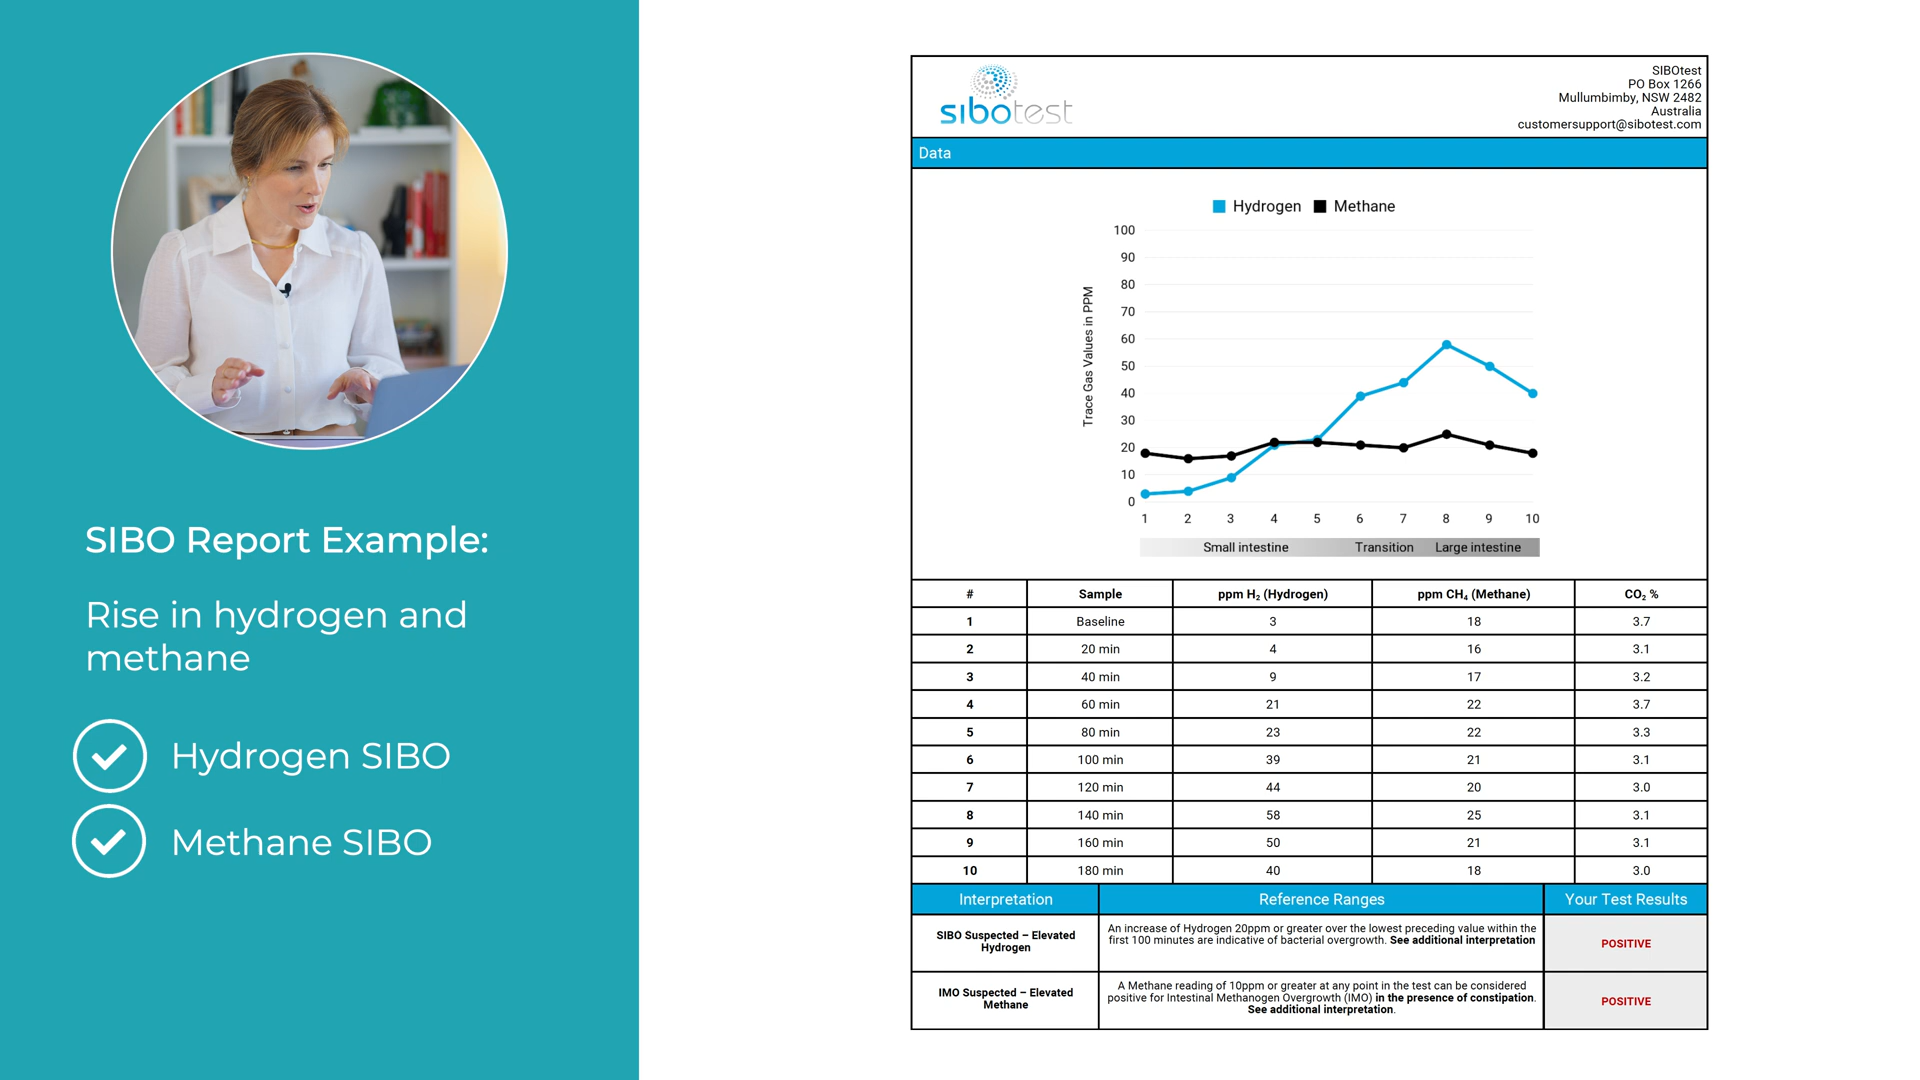 SIBO Report Example:
Rise in hydrogen and
methane
Hydrogen SIBO
Methane SIBO
sibotest
SIBOtest
PO Box 1266
Mullumbimby, NSW 2482
Australia
customersupport@sibotest.com
Data
Hydrogen Methane
Trace Gas Values in PPM
100
90
80
70
60
50
40
30
20
10
0
1 2 3 4 5 6 7 8 9 10
Small intestine Transition Large intestine
# Sample ppm H₂ (Hydrogen) ppm CH₄ (Methane) CO₂ %
1 Baseline 3 18 3.7
2 20 min 4 16 3.1
3 40 min 9 17 3.2
4 60 min 21 22 3.7
5 80 min 23 22 3.3
6 100 min 39 21 3.1
7 120 min 44 20 3.0
8 140 min 58 25 3.1
9 160 min 50 21 3.1
10 180 min 40 18 3.0
Interpretation Reference Ranges Your Test Results
SIBO Suspected – Elevated
Hydrogen
An increase of Hydrogen 20ppm or greater over the lowest preceding value within the
first 100 minutes are indicative of bacterial overgrowth. See additional interpretation
POSITIVE
IMO Suspected – Elevated
Methane
A Methane reading of 10ppm or greater at any point in the test can be considered
positive for Intestinal Methanogen Overgrowth (IMO) in the presence of constipation.
See additional interpretation.
POSITIVE